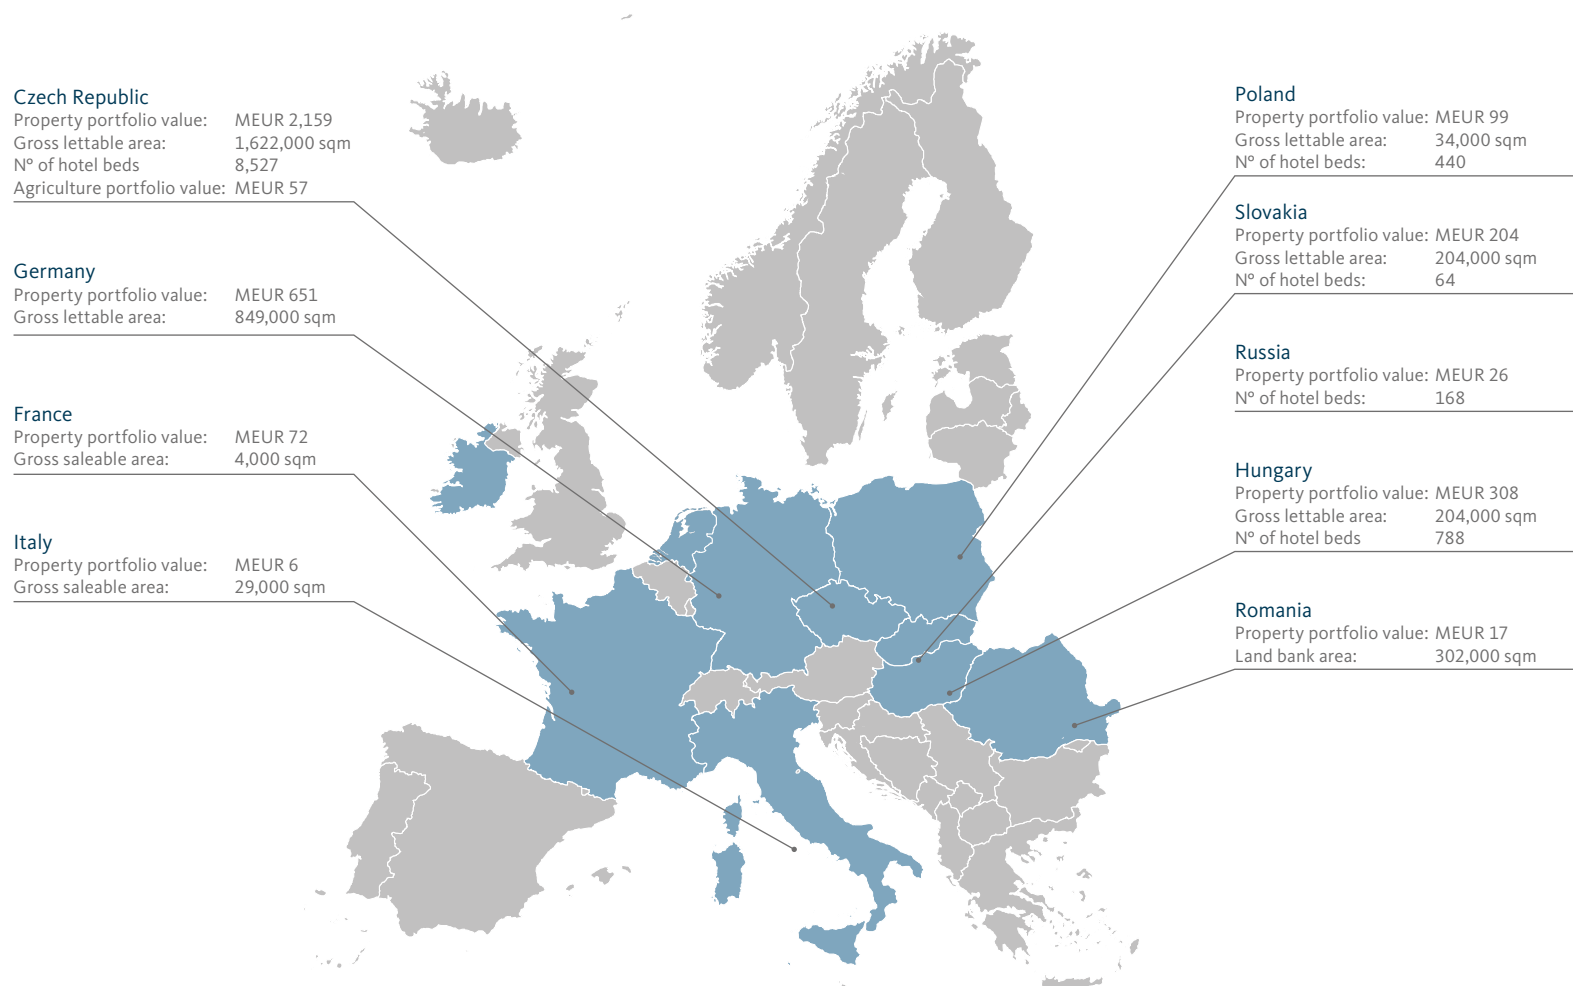 Czech Republic
Property portfolio value: MEUR 2,159
Gross lettable area: 1,622,000 sqm
N° of hotel beds 8,527
Agriculture portfolio value: MEUR 57
Germany
Property portfolio value: MEUR 651
Gross lettable area: 849,000 sqm
France
Property portfolio value: MEUR 72
Gross saleable area: 4,000 sqm
Italy
Property portfolio value: MEUR 6
Gross saleable area: 29,000 sqm
Poland
Property portfolio value: MEUR 99
Gross lettable area: 34,000 sqm
N° of hotel beds: 440
Slovakia
Property portfolio value: MEUR 204
Gross lettable area: 204,000 sqm
N° of hotel beds: 64
Russia
Property portfolio value: MEUR 26
N° of hotel beds: 168
Hungary
Property portfolio value: MEUR 308
Gross lettable area: 204,000 sqm
N° of hotel beds 788
Romania
Property portfolio value: MEUR 17
Land bank area: 302,000 sqm